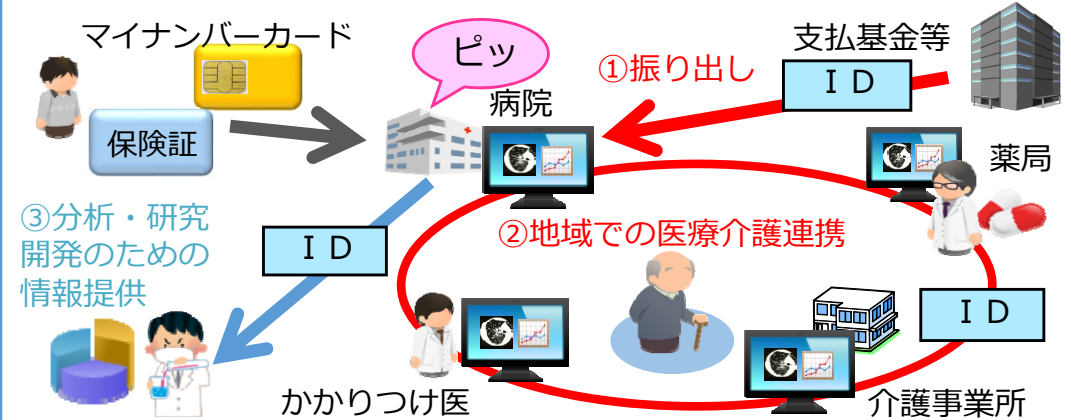 マイナンバーカード
保険証
ピッ
病院
①振り出し
ＩＤ
支払基金等
薬局
②地域での医療介護連携
③分析・研究
開発のための
情報提供
ＩＤ
ＩＤ
かかりつけ医
介護事業所